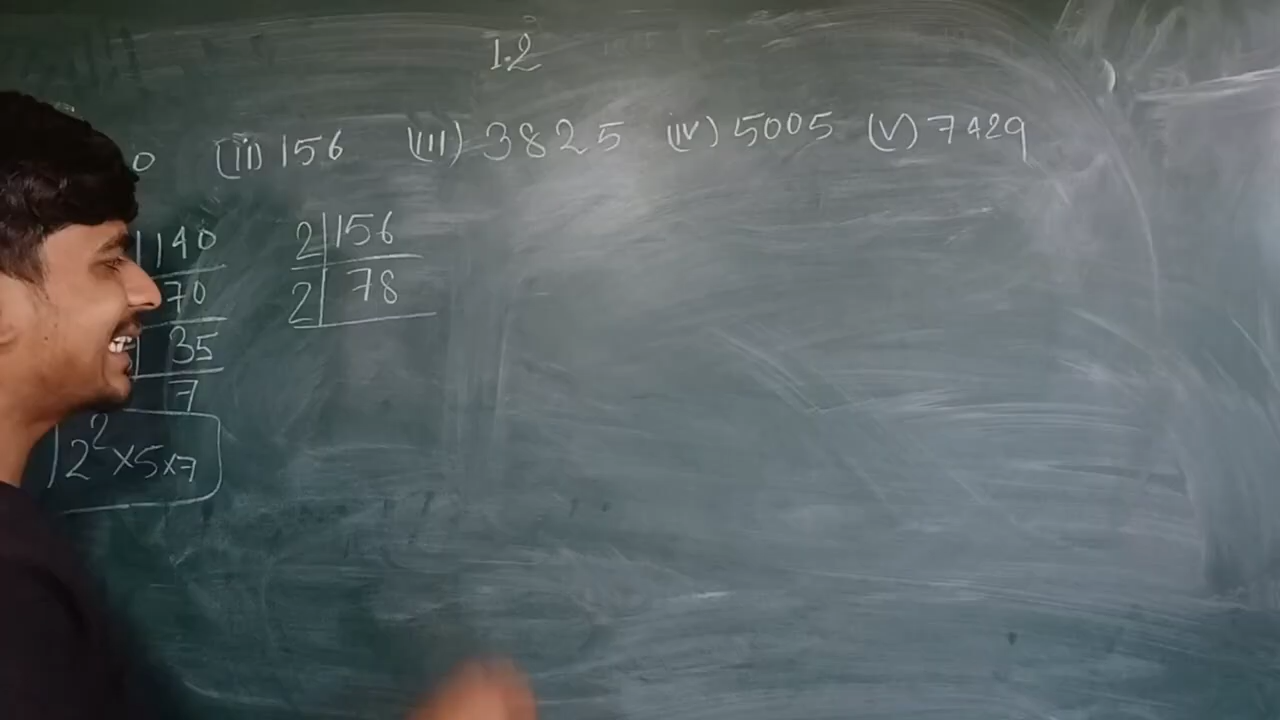 1.2
0 (ii) 156 (iii) 3825 (iv) 5005 (v) 7429
140
70
35
7
2² × 5 × 7
2 | 156
2 | 78